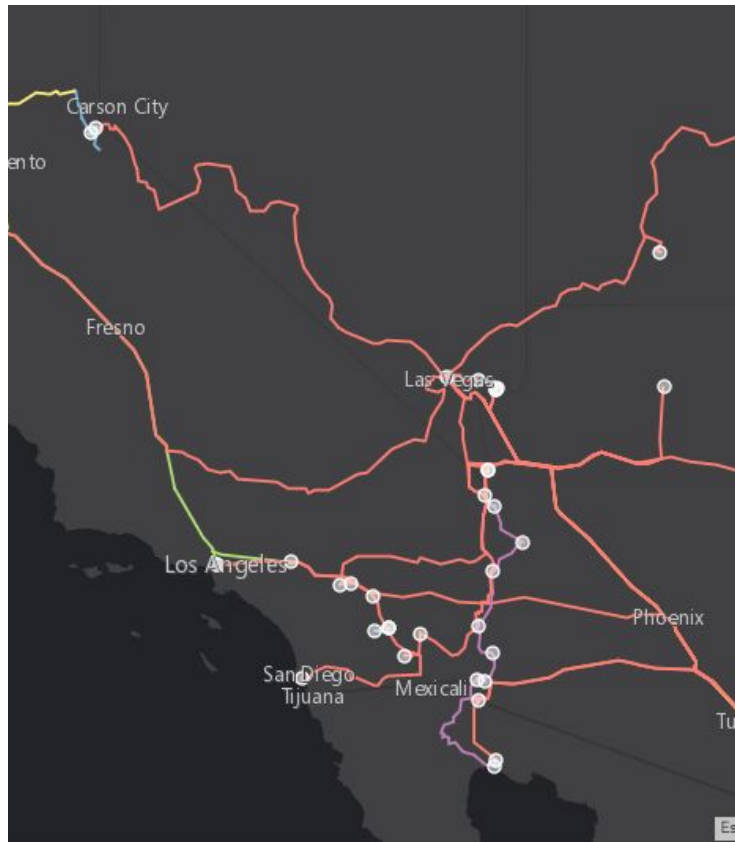 Carson City
ento
Fresno
Las Vegas
Los Angeles
Phoenix
San Diego
Tijuana
Mexicali
Tu
Es